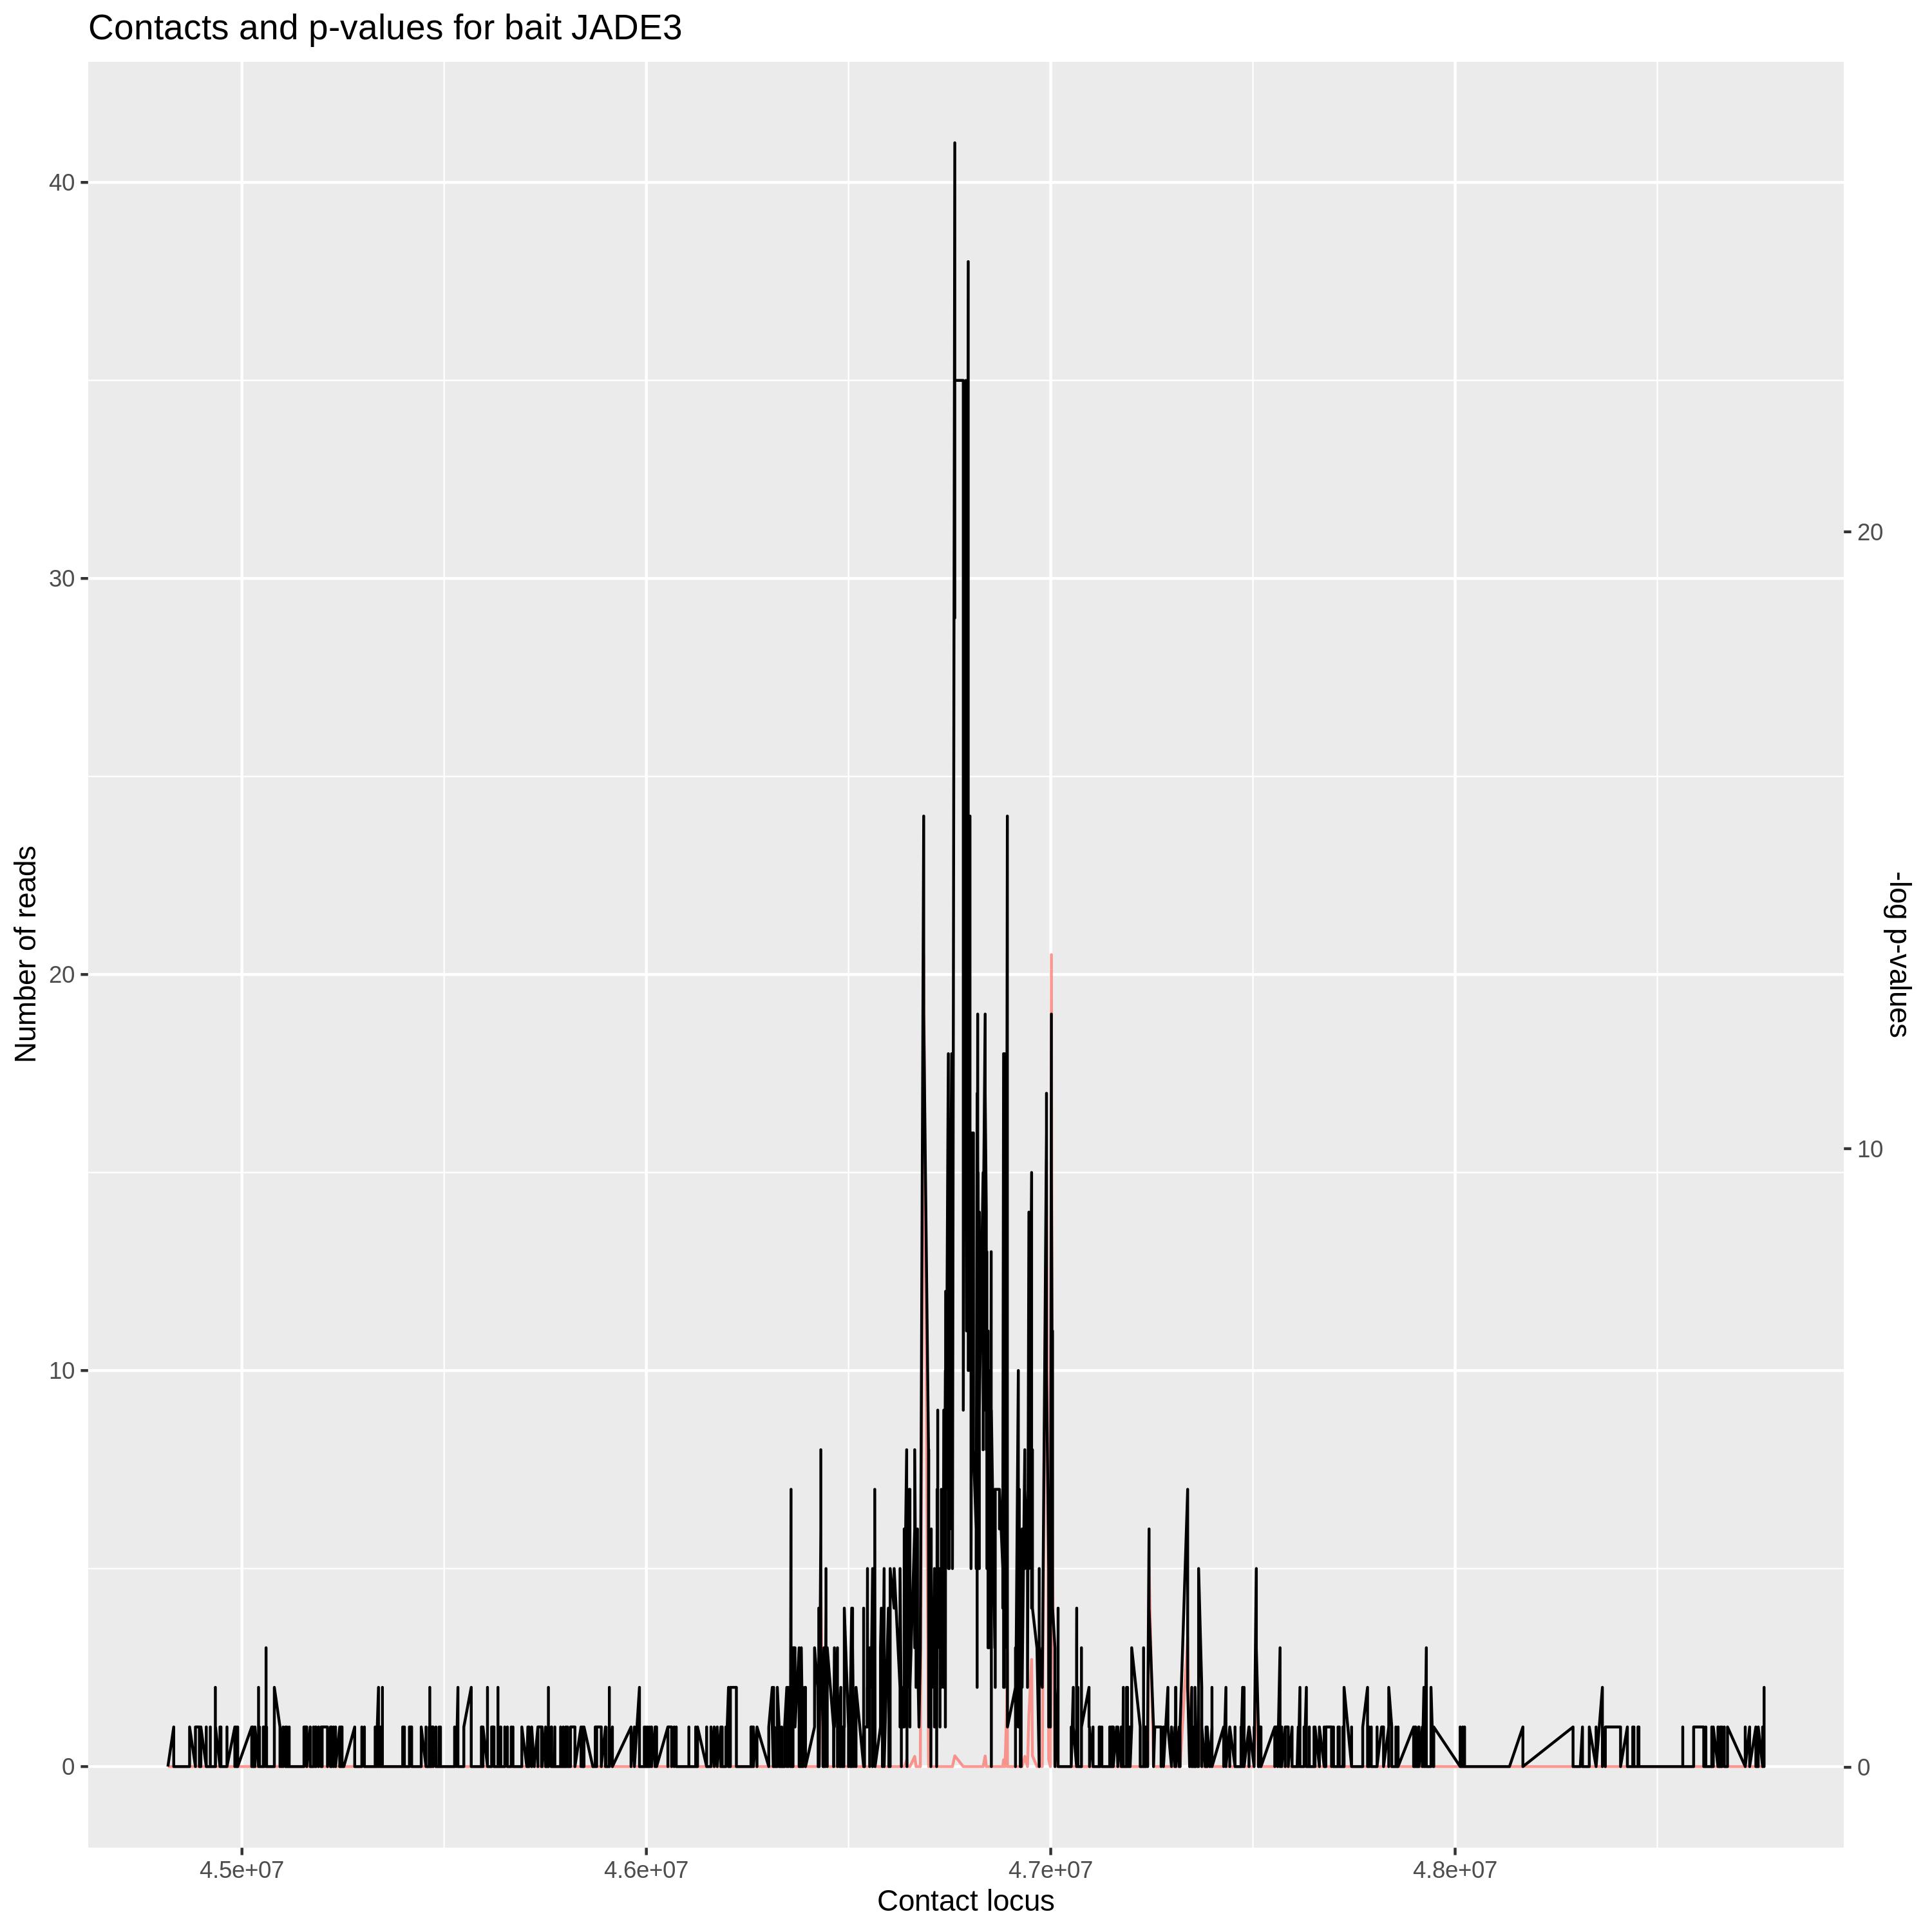 Contacts and p-values for bait JADE3
Number of reads
40
30
20
10
0
20
10
0
-log p-values
4.5e+07
4.6e+07
4.7e+07
4.8e+07
Contact locus